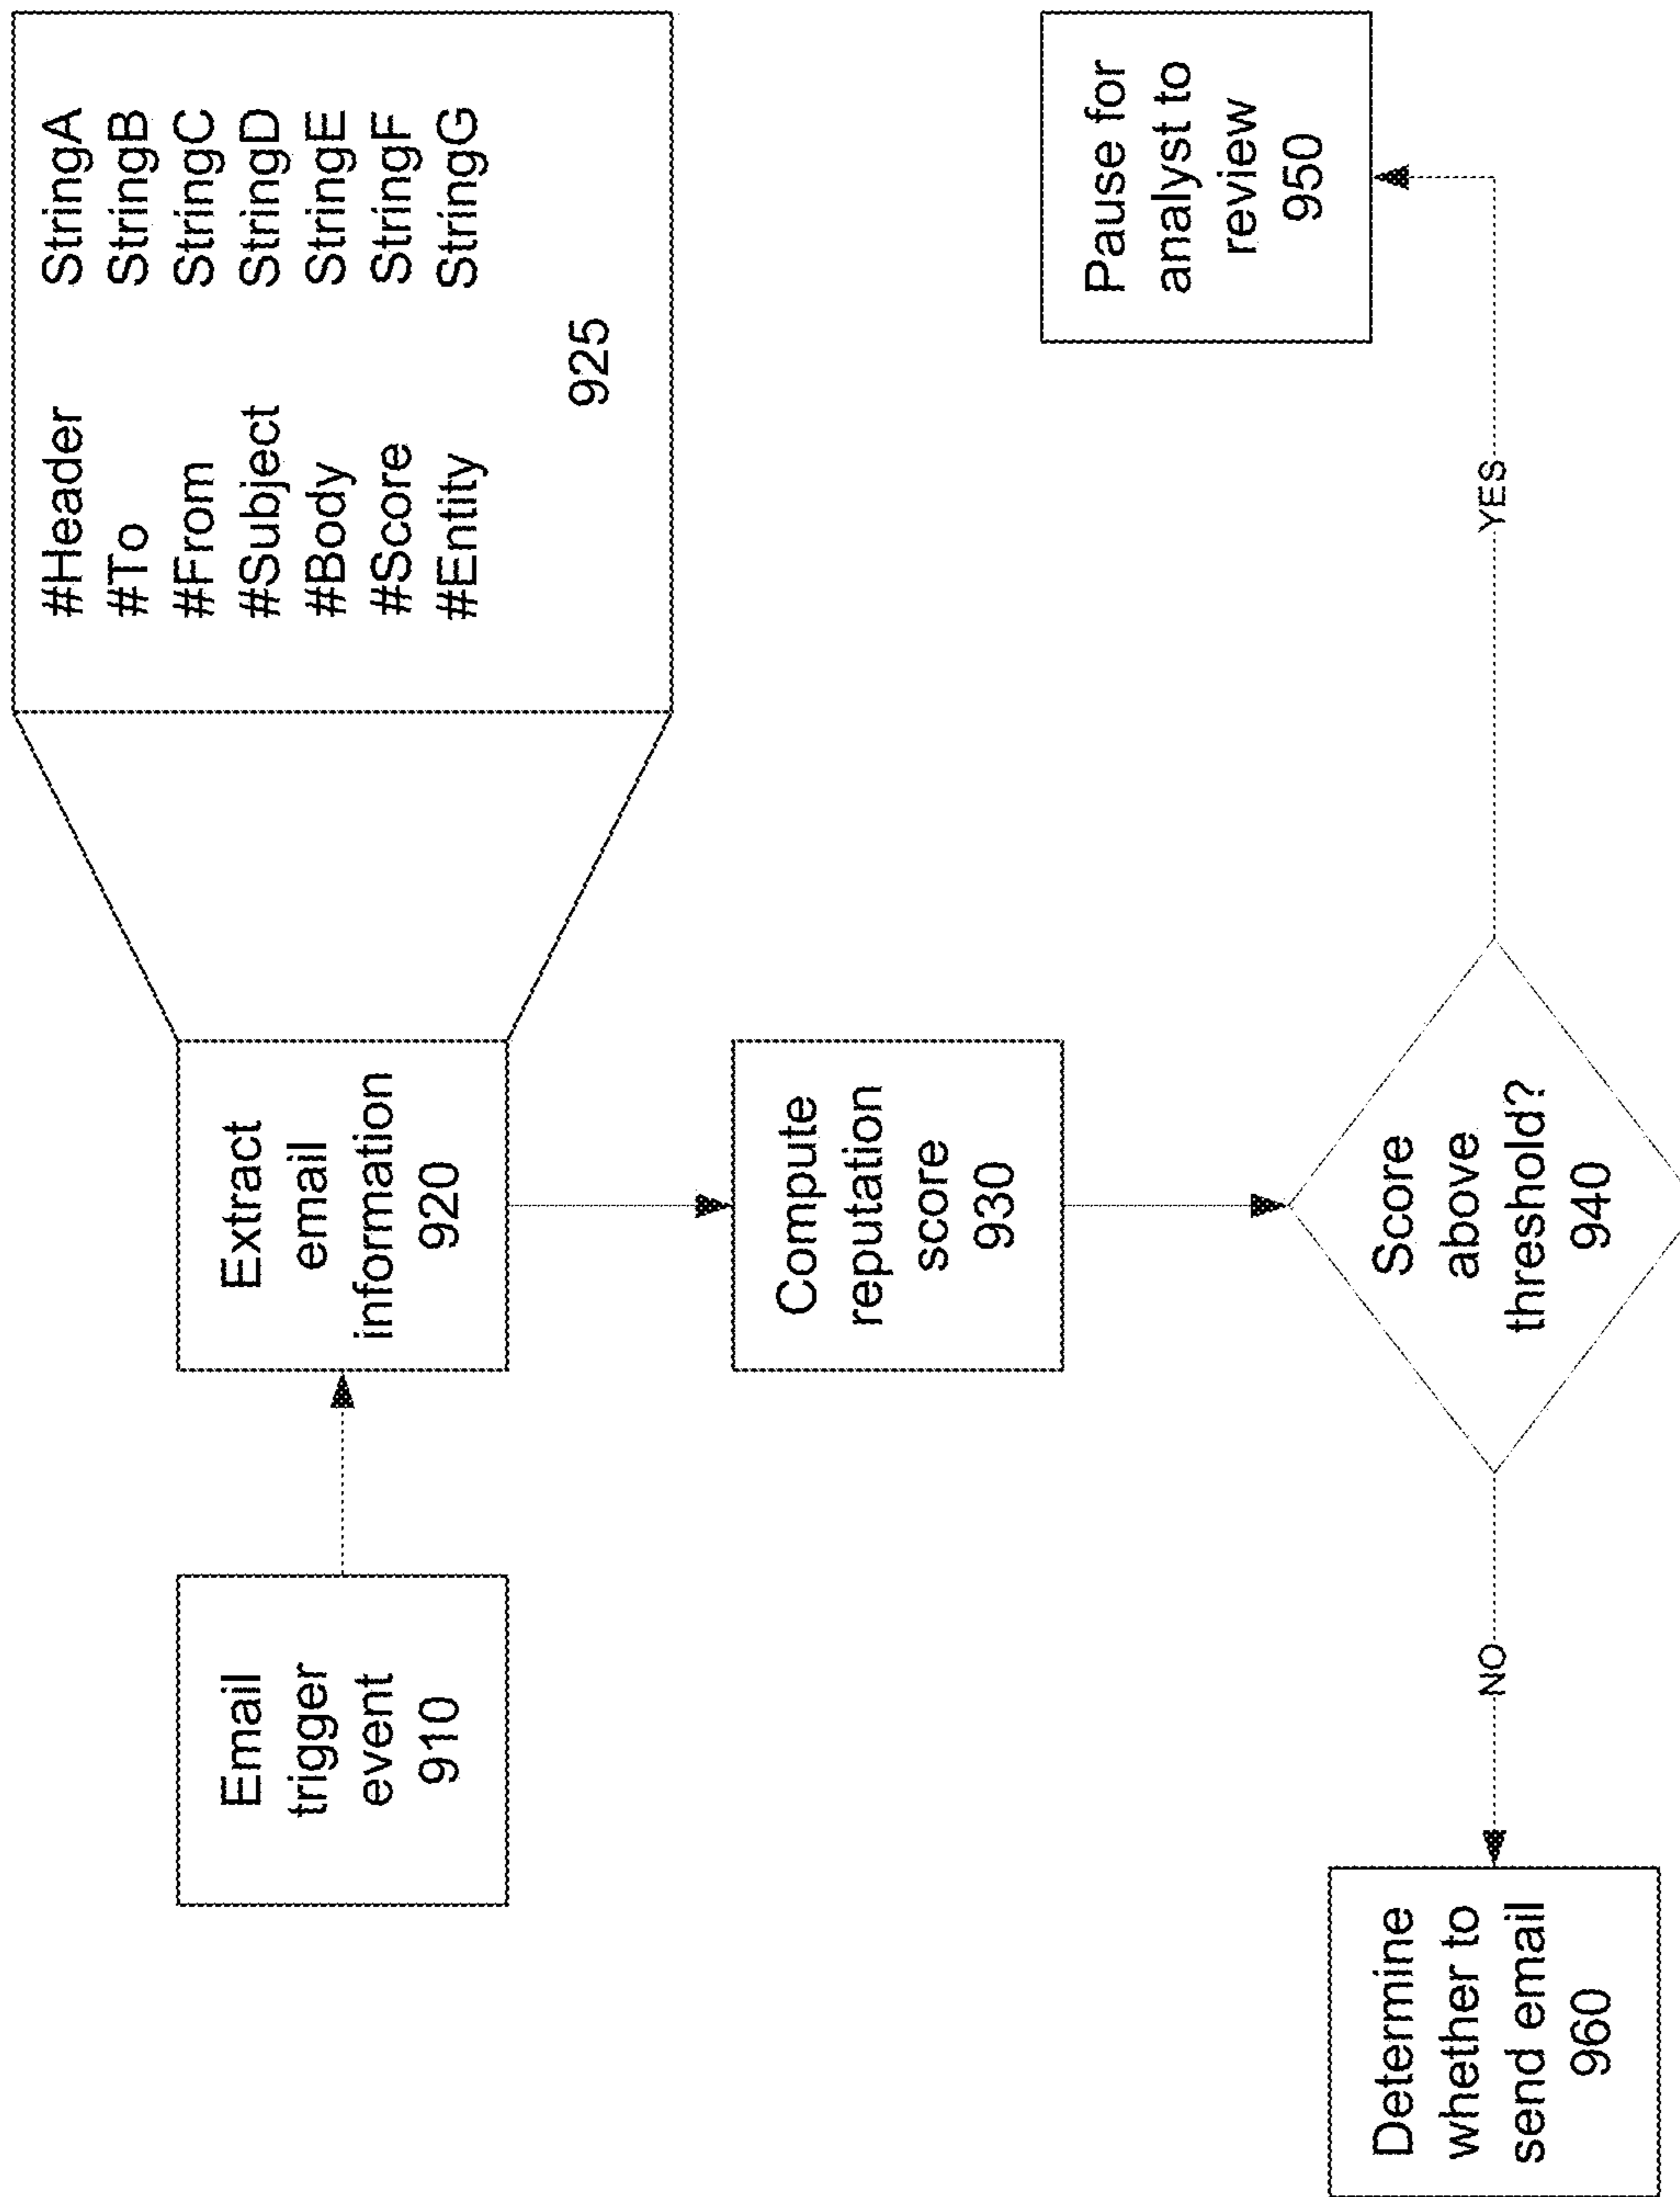 Email
trigger
event
910
Extract
email
information
920
#Header StringA
#To StringB
#From StringC
#Subject StringD
#Body StringE
#Score StringF
#Entity StringG
925
Compute
reputation
score
930
Score
above
threshold?
940
NO
YES
Determine
whether to
send email
960
Pause for
analyst to
review
950